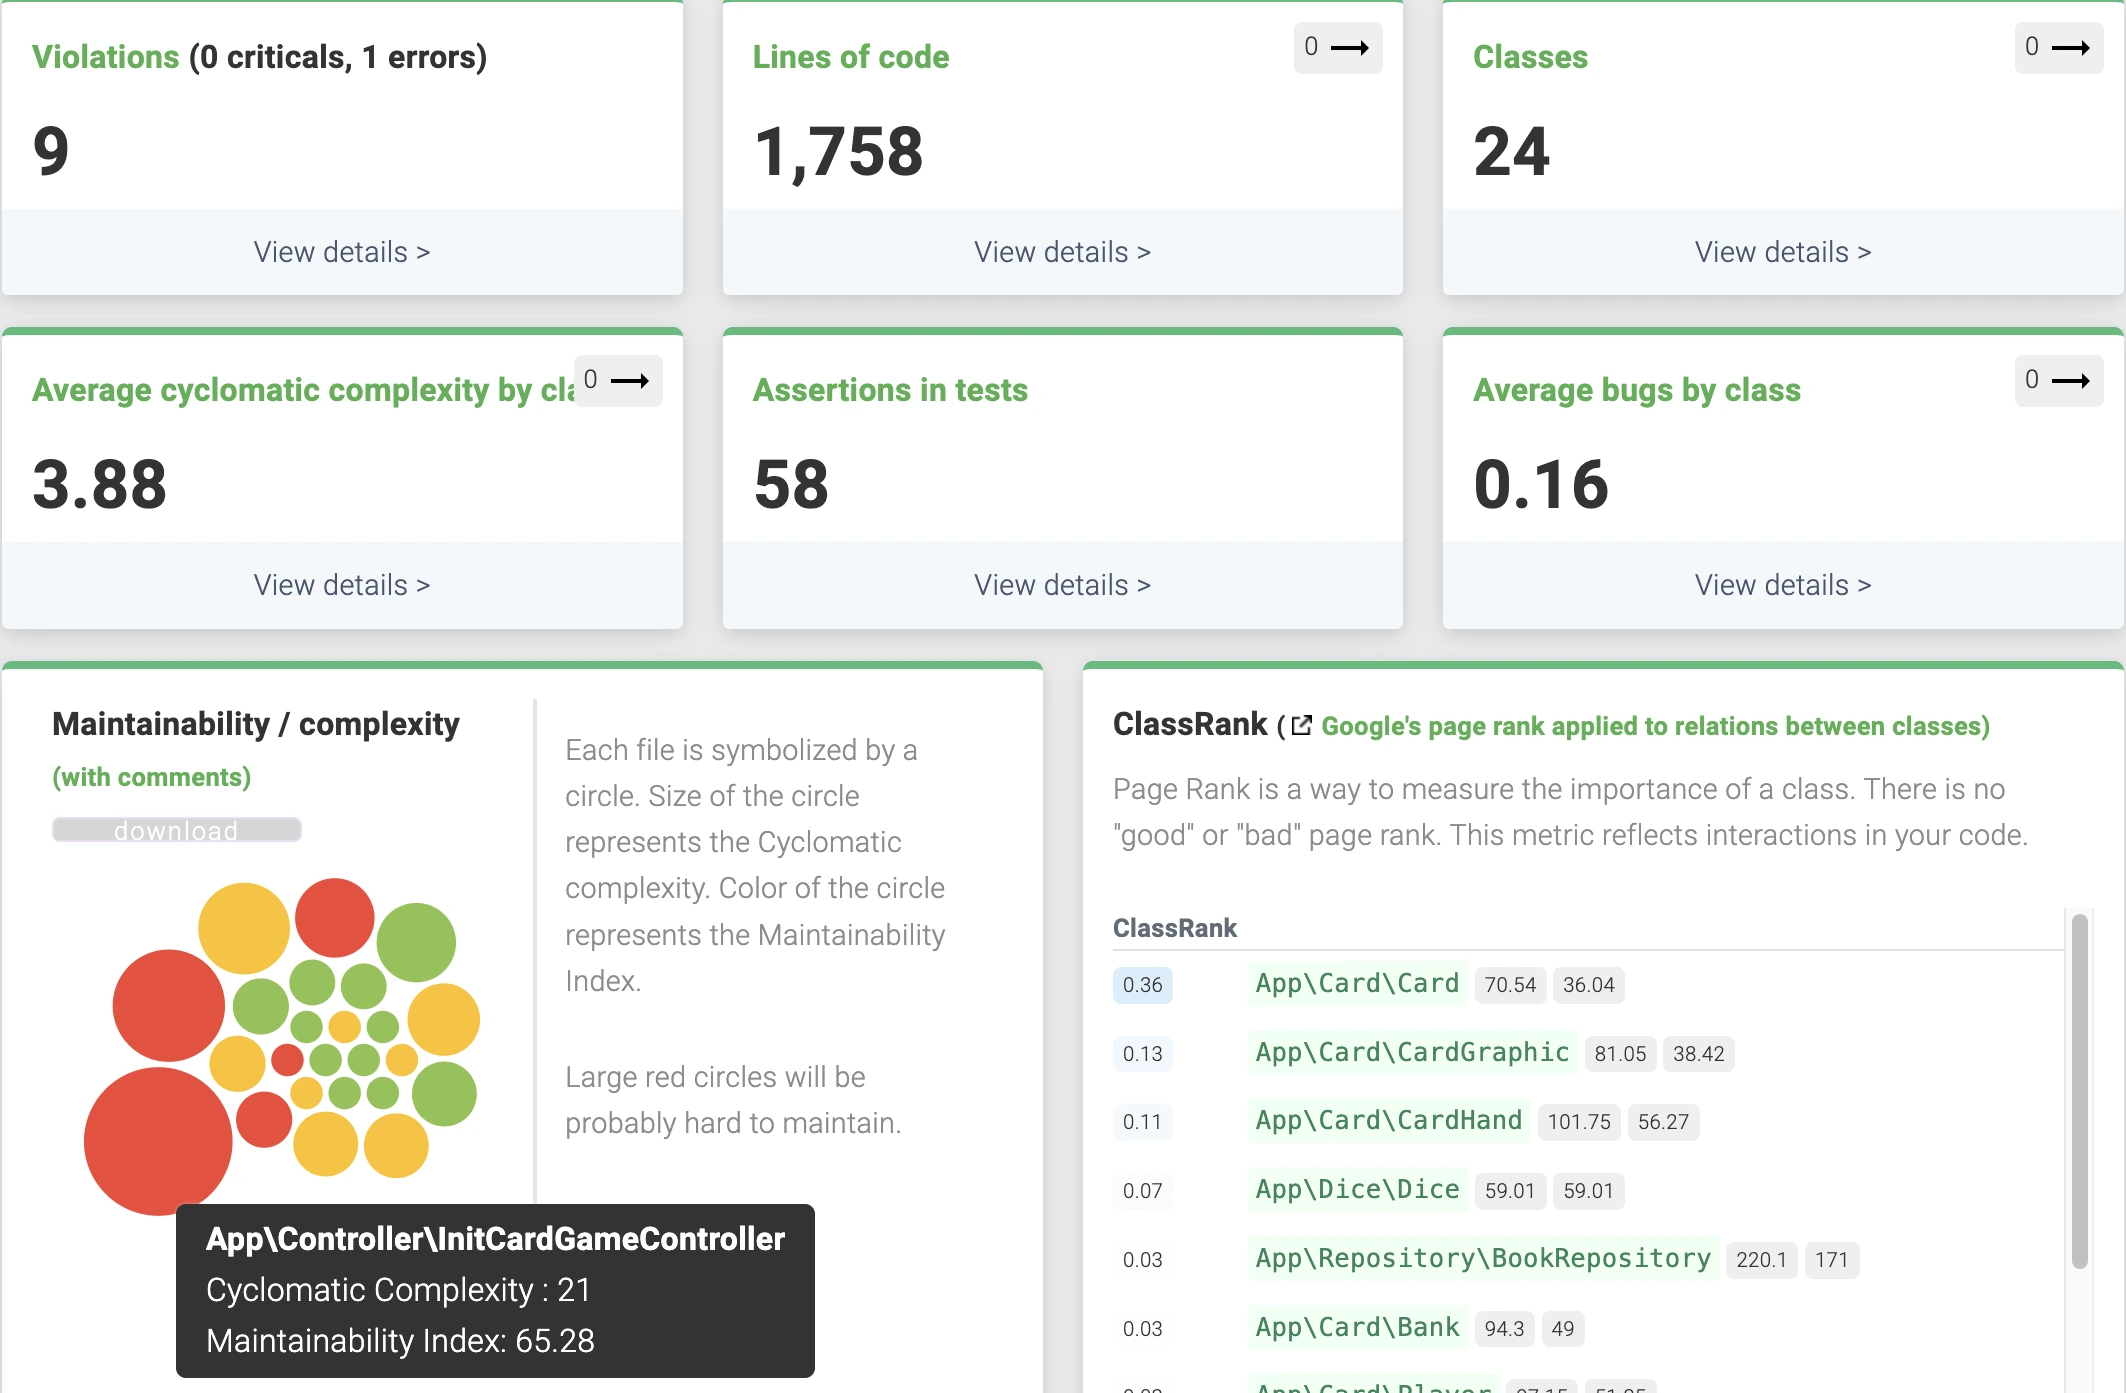 Violations (0 criticals, 1 errors)
9
View details >
Lines of code
0
1,758
View details >
Classes
0
24
View details >
Average cyclomatic complexity by cla
0
3.88
View details >
Assertions in tests
58
View details >
Average bugs by class
0
0.16
View details >
Maintainability / complexity
(with comments)
download
Each file is symbolized by a
circle. Size of the circle
represents the Cyclomatic
complexity. Color of the circle
represents the Maintainability
Index.
Large red circles will be
probably hard to maintain.
App\Controller\InitCardGameController
Cyclomatic Complexity : 21
Maintainability Index: 65.28
ClassRank ( Google's page rank applied to relations between classes)
Page Rank is a way to measure the importance of a class. There is no
"good" or "bad" page rank. This metric reflects interactions in your code.
ClassRank
0.36 App\Card\Card 70.54 36.04
0.13 App\Card\CardGraphic 81.05 38.42
0.11 App\Card\CardHand 101.75 56.27
0.07 App\Dice\Dice 59.01 59.01
0.03 App\Repository\BookRepository 220.1 171
0.03 App\Card\Bank 94.3 49
App\Card\Player